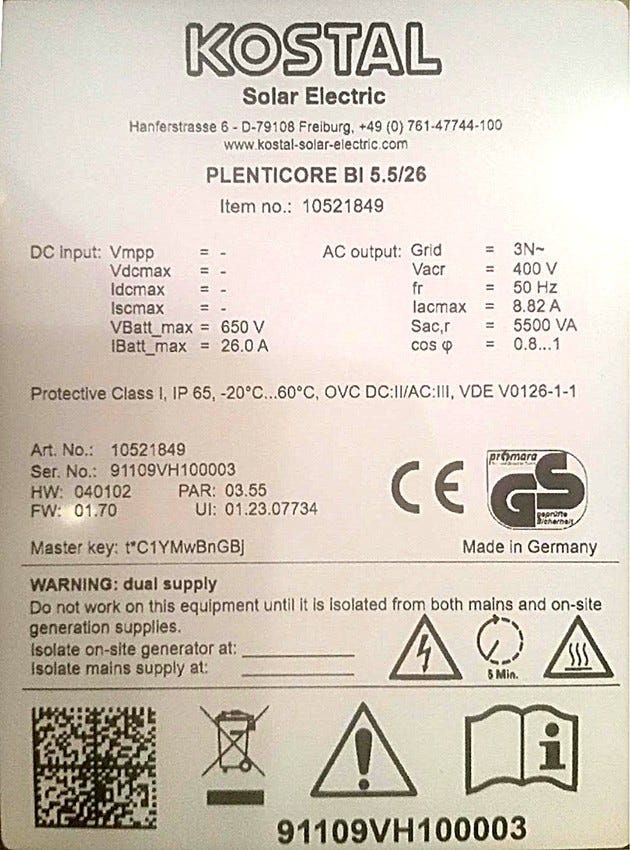 KOSTAL
Solar Electric
Hanferstrasse 6 - D-79108 Freiburg, +49 (0) 761-47744-100
www.kostal-solar-electric.com
PLENTICORE BI 5.5/26
Item no.: 10521849
DC input: Vmpp = - AC output: Grid = 3N~
Vdcmax = - Vacr = 400 V
Idcmax = - fr = 50 Hz
Iscmax = - Iacmax = 8.82 A
VBatt_max = 650 V Sac,r = 5500 VA
IBatt_max = 26.0 A cos φ = 0.8...1
Protective Class I, IP 65, -20°C...60°C, OVC DC:II/AC:III, VDE V0126-1-1
Art. No.: 10521849
Ser. No.: 91109VH100003
HW: 040102 PAR: 03.55
FW: 01.70 UI: 01.23.07734
Master key: t*C1YMwBnGBj
CE
GS
geprüfte
Sicherheit
Made in Germany
WARNING: dual supply
Do not work on this equipment until it is isolated from both mains and on-site
generation supplies.
Isolate on-site generator at:
Isolate mains supply at:
5 Min.
91109VH100003